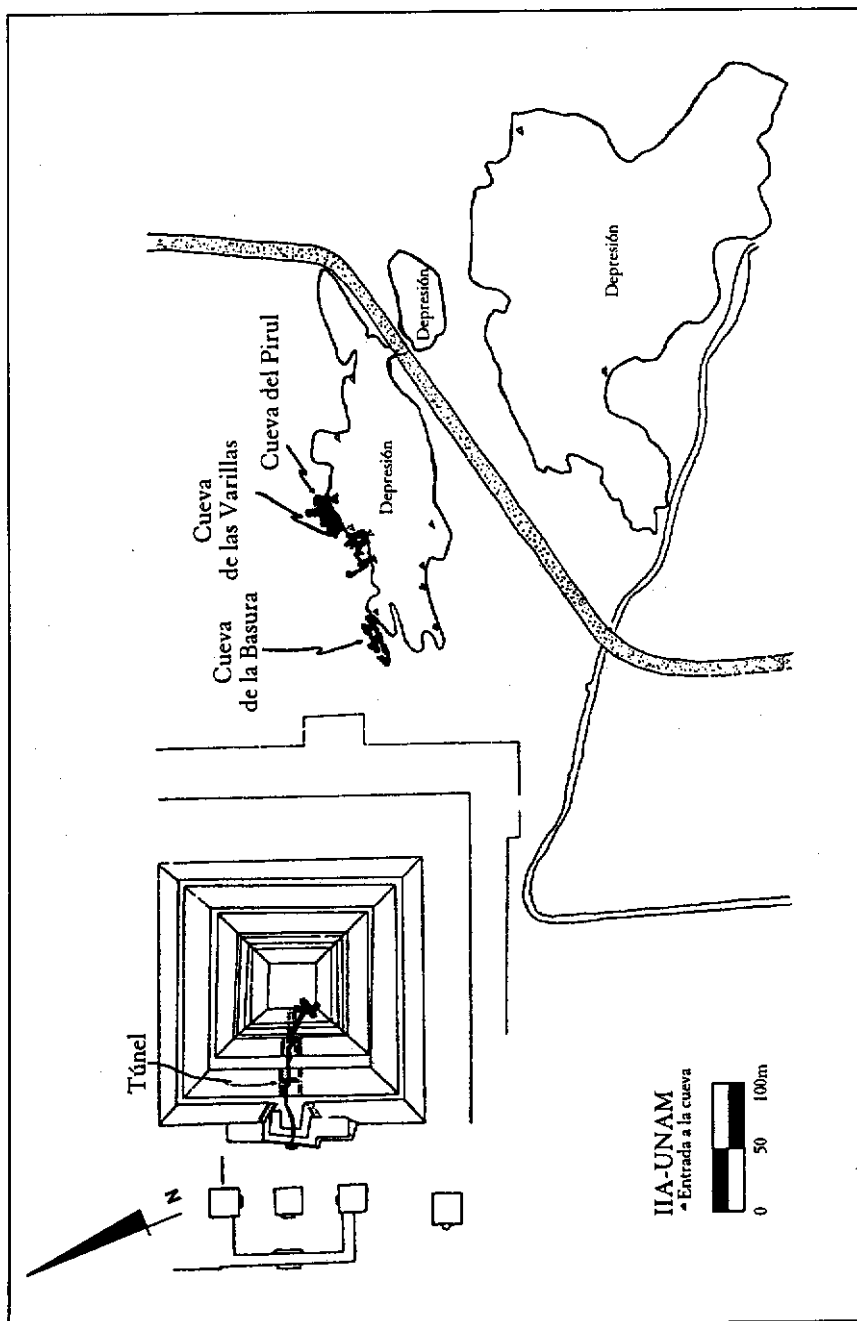 Túnel
Cueva
de la Basura
Cueva
de las Varillas
Cueva del Pirul
Depresión
Depresión
Depresión
N
IIA-UNAM
Entrada a la cueva
0 50 100m